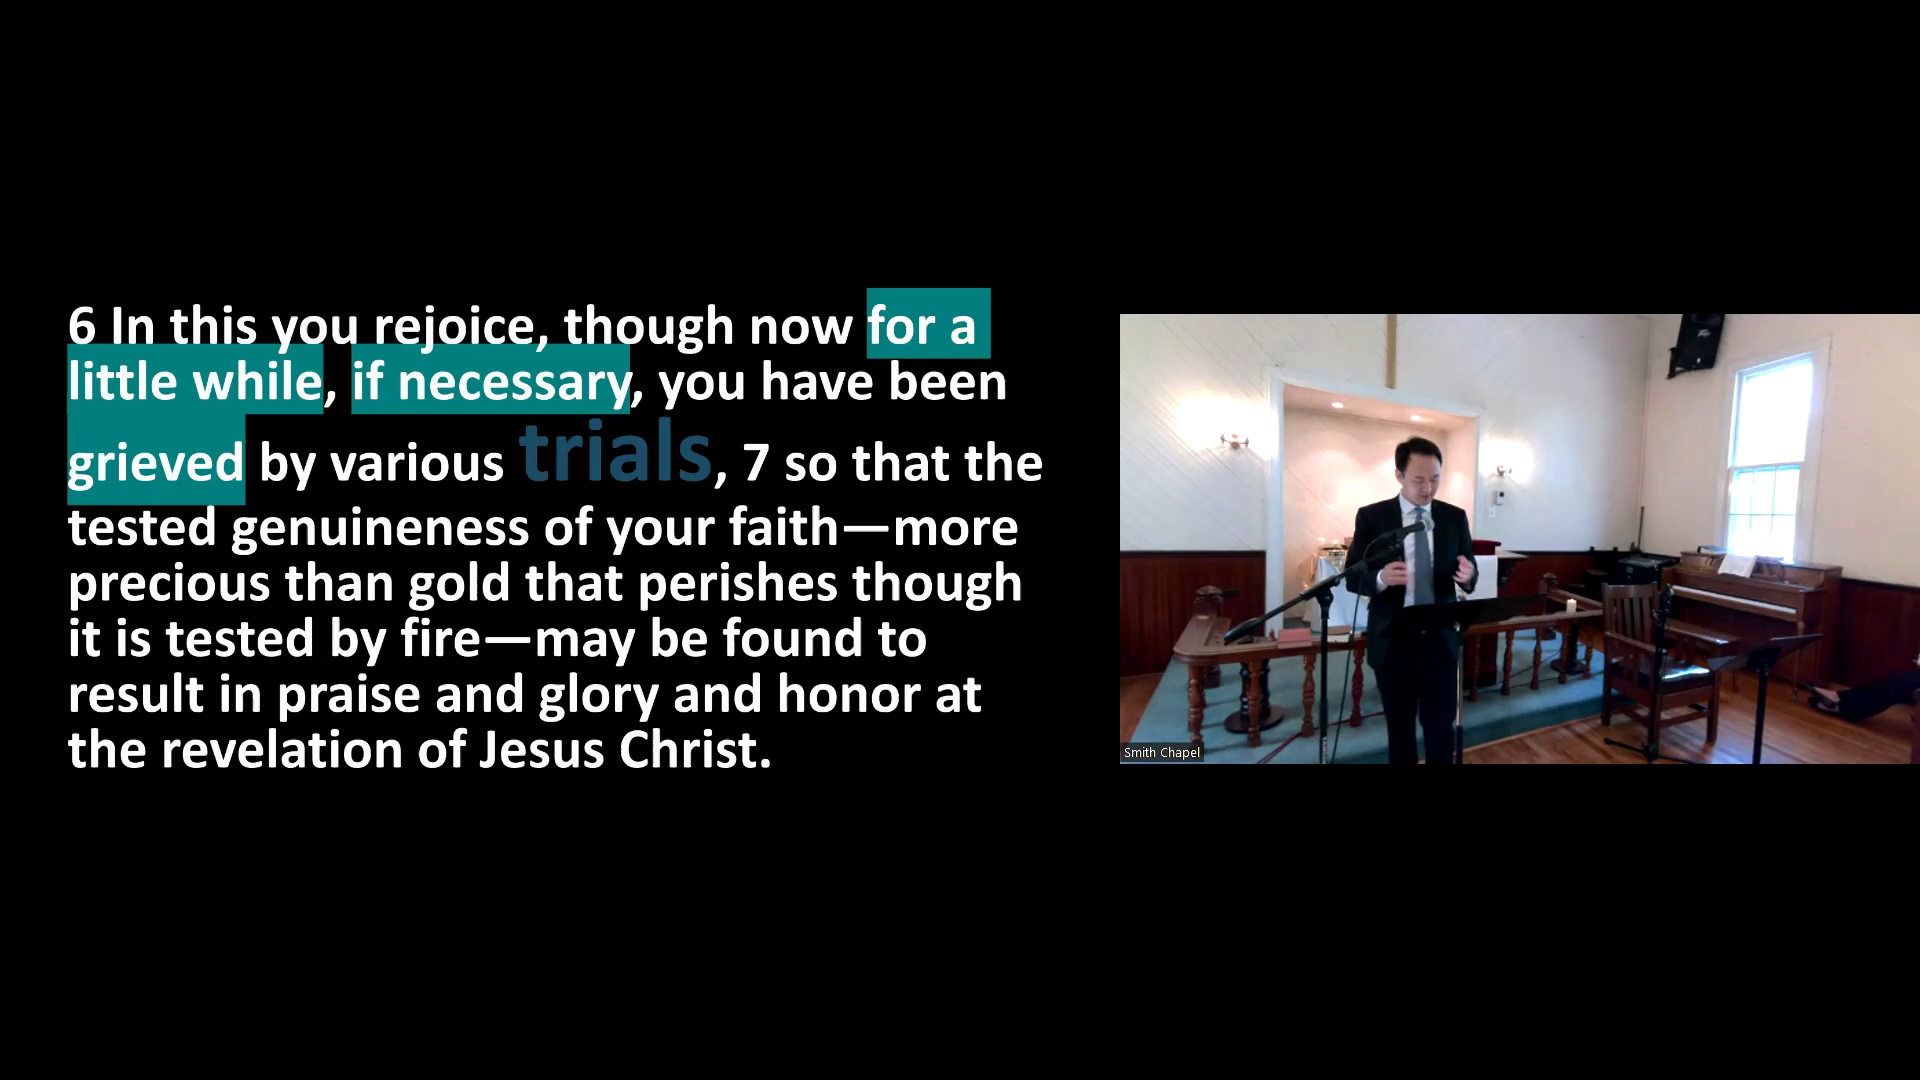 6 In this you rejoice, though now for a
little while, if necessary, you have been
grieved by various trials, 7 so that the
tested genuineness of your faith—more
precious than gold that perishes though
it is tested by fire—may be found to
result in praise and glory and honor at
the revelation of Jesus Christ.
Smith Chapel